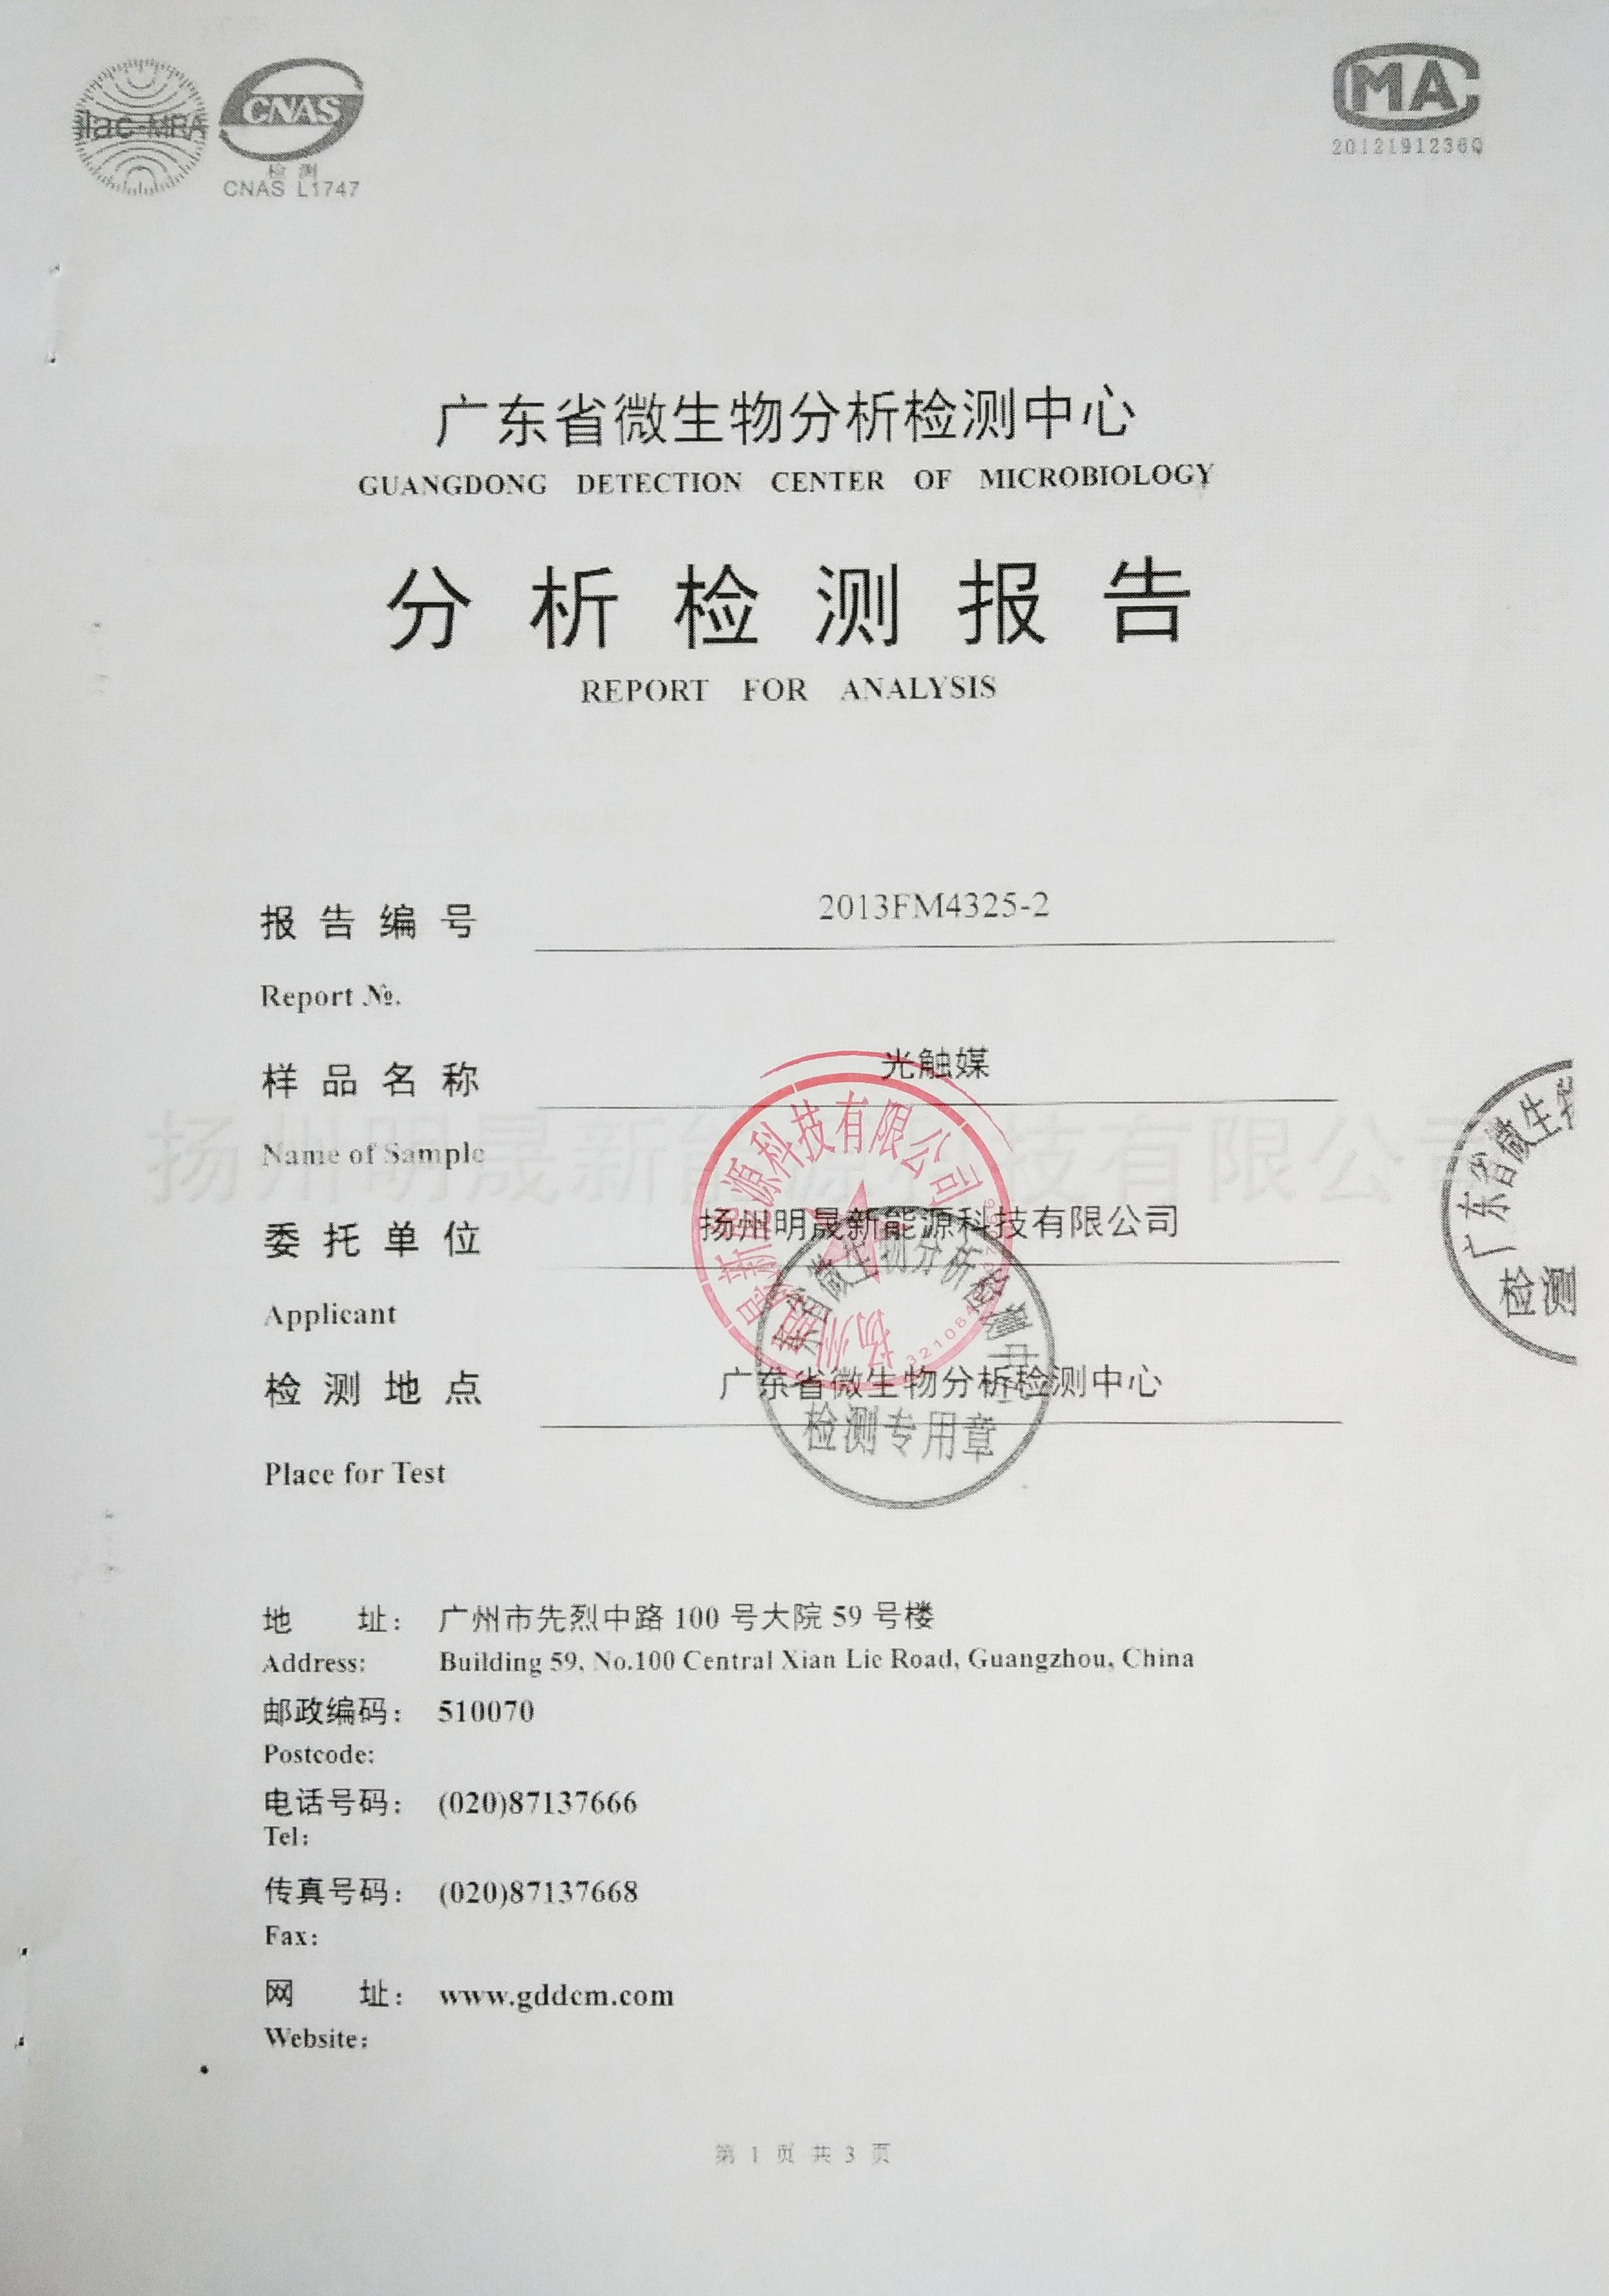 ilac-MRA
CNAS
检测
CNAS L1747
MA
2012191236Q
广东省微生物分析检测中心
GUANGDONG DETECTION CENTER OF MICROBIOLOGY
分析检测报告
REPORT FOR ANALYSIS
报告编号 2013FM4325-2
Report №.
样品名称 光触媒
Name of Sample
扬州明晟新能源科技有限公司
委托单位 扬州明晟新能源科技有限公司
Applicant
检测地点 广东省微生物分析检测中心
Place for Test
晟新能源科技有限公司
扬州
省微生物分析检测中
检测专用章
广东省微生物
检测
地 址： 广州市先烈中路 100 号大院 59 号楼
Address: Building 59, No.100 Central Xian Lie Road, Guangzhou, China
邮政编码： 510070
Postcode:
电话号码： (020)87137666
Tel:
传真号码： (020)87137668
Fax:
网 址： www.gddcm.com
Website:
第 1 页 共 3 页